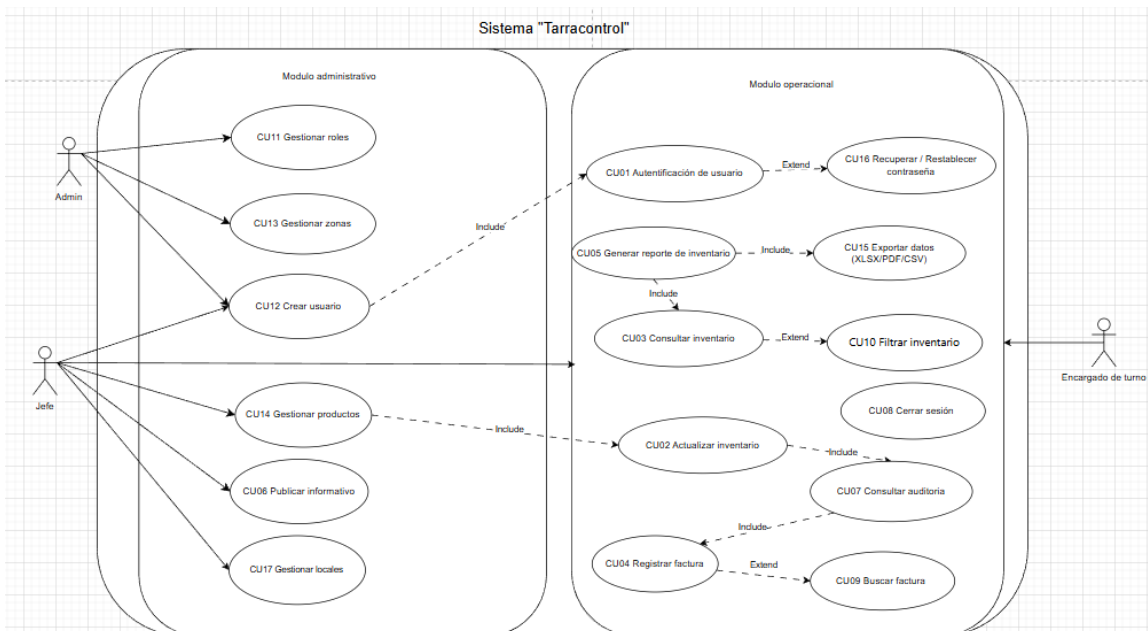 Sistema "Tarracontrol"
Modulo administrativo
Modulo operacional
CU11 Gestionar roles
Admin
CU01 Autentificación de usuario
Extend
CU16 Recuperar / Restablecer
contraseña
CU13 Gestionar zonas
Include
CU05 Generar reporte de inventario
Include
CU15 Exportar datos
(XLSX/PDF/CSV)
Include
CU12 Crear usuario
CU03 Consultar inventario
Extend
CU10 Filtrar inventario
Encargado de turno
Jefe
CU14 Gestionar productos
Include
CU08 Cerrar sesión
CU02 Actualizar inventario
Include
CU06 Publicar informativo
CU07 Consultar auditoria
Include
CU17 Gestionar locales
CU04 Registrar factura
Extend
CU09 Buscar factura